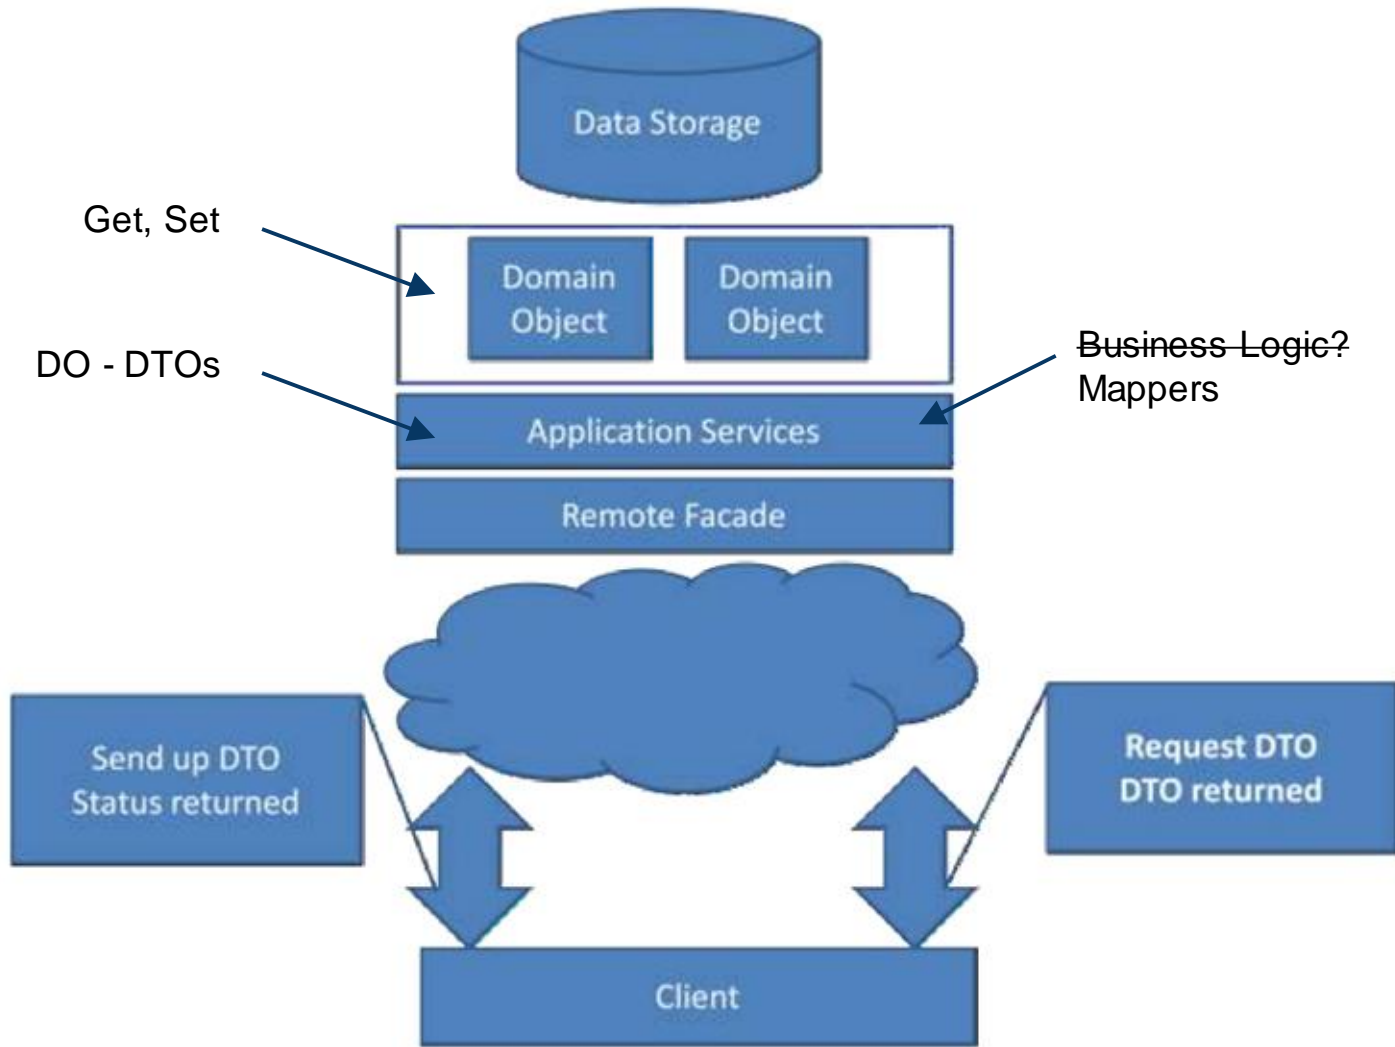 Data Storage
Get, Set
Domain
Object
Domain
Object
DO - DTOs
Business Logic?
Mappers
Application Services
Remote Facade
Send up DTO
Status returned
Request DTO
DTO returned
Client